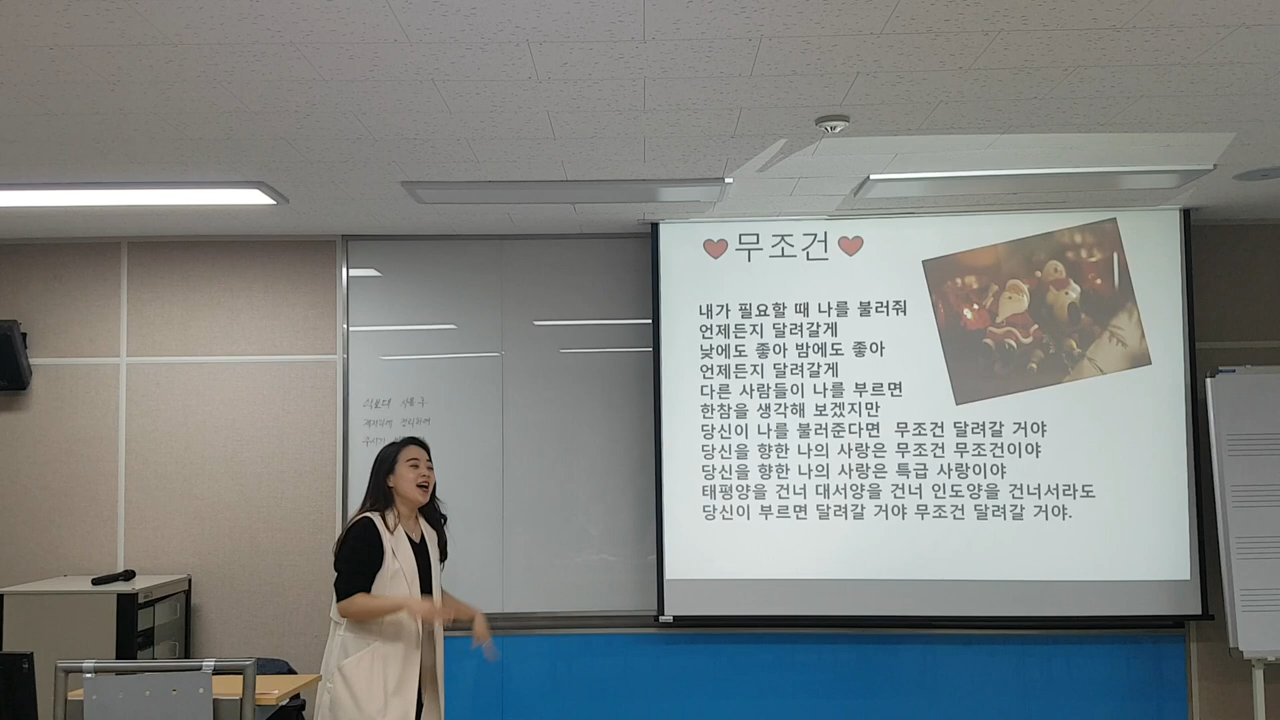 ❤무조건❤
내가 필요할 때 나를 불러줘
언제든지 달려갈게
낮에도 좋아 밤에도 좋아
언제든지 달려갈게
다른 사람들이 나를 부르면
한참을 생각해 보겠지만
당신이 나를 불러준다면 무조건 달려갈 거야
당신을 향한 나의 사랑은 무조건 무조건이야
당신을 향한 나의 사랑은 특급 사랑이야
태평양을 건너 대서양을 건너 인도양을 건너서라도
당신이 부르면 달려갈 거야 무조건 달려갈 거야.